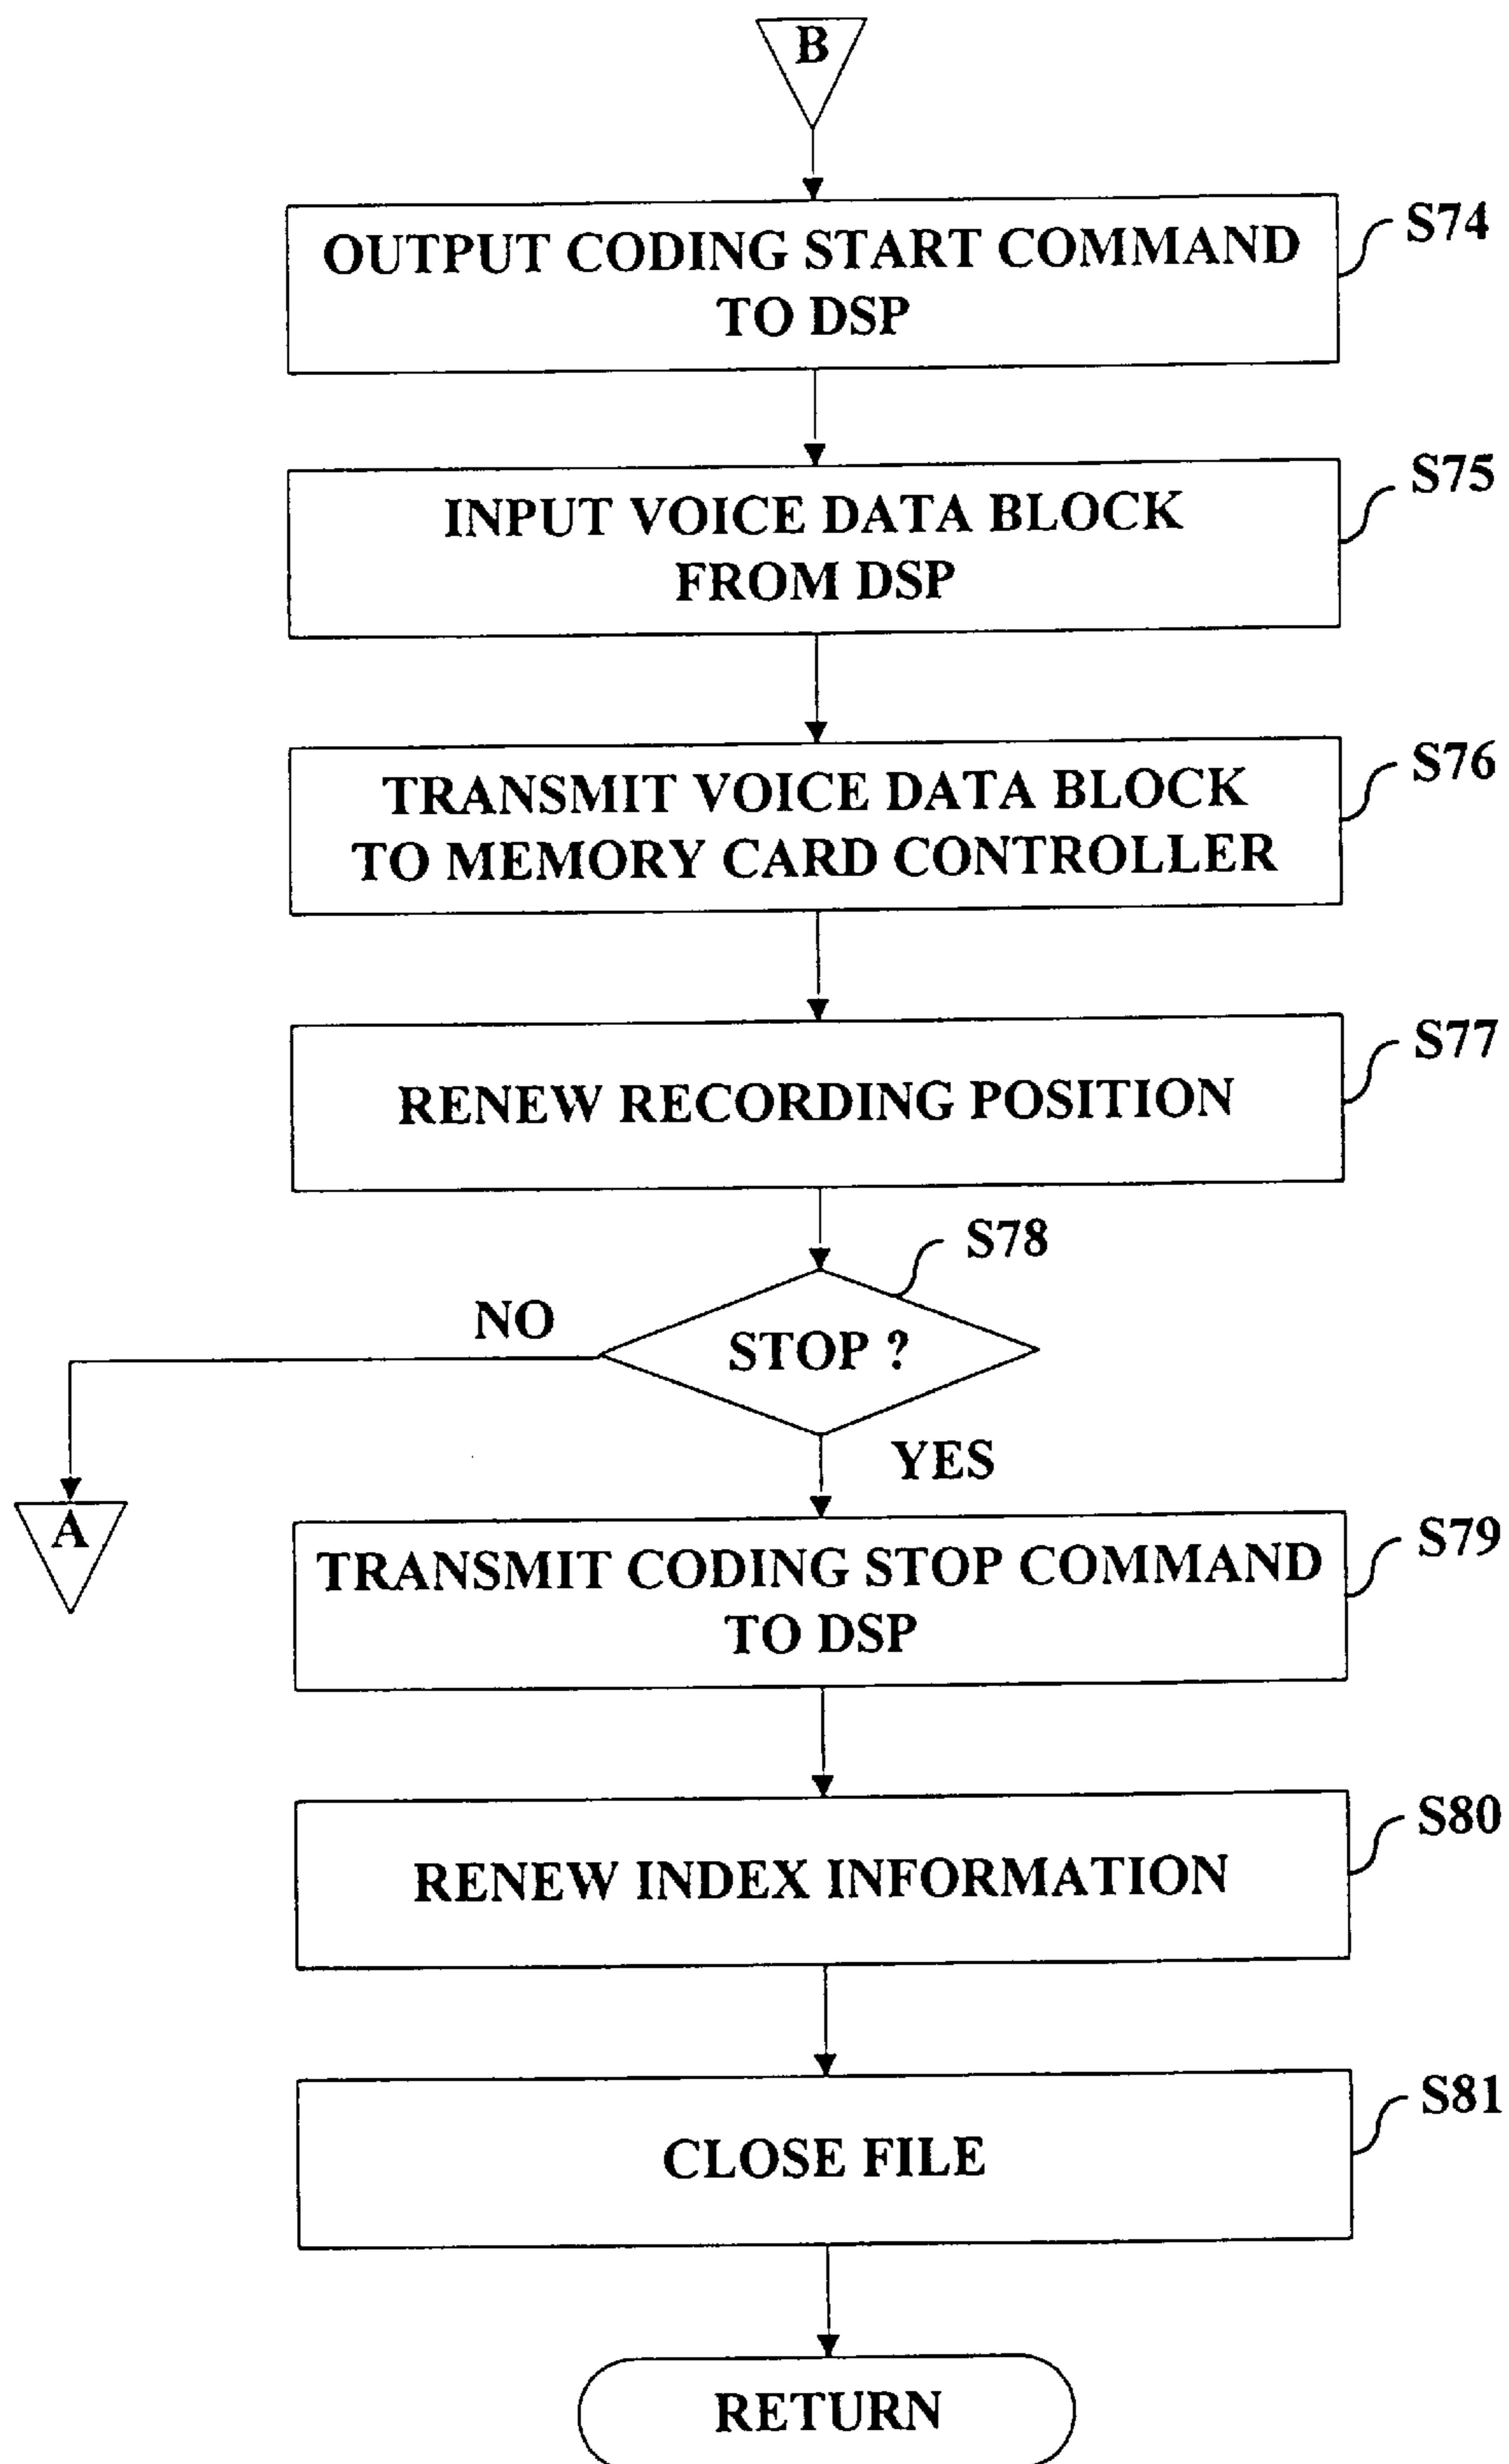 B
OUTPUT CODING START COMMAND
TO DSP
S74
INPUT VOICE DATA BLOCK
FROM DSP
S75
TRANSMIT VOICE DATA BLOCK
TO MEMORY CARD CONTROLLER
S76
RENEW RECORDING POSITION
S77
S78
NO
STOP ?
YES
A
TRANSMIT CODING STOP COMMAND
TO DSP
S79
RENEW INDEX INFORMATION
S80
CLOSE FILE
S81
RETURN